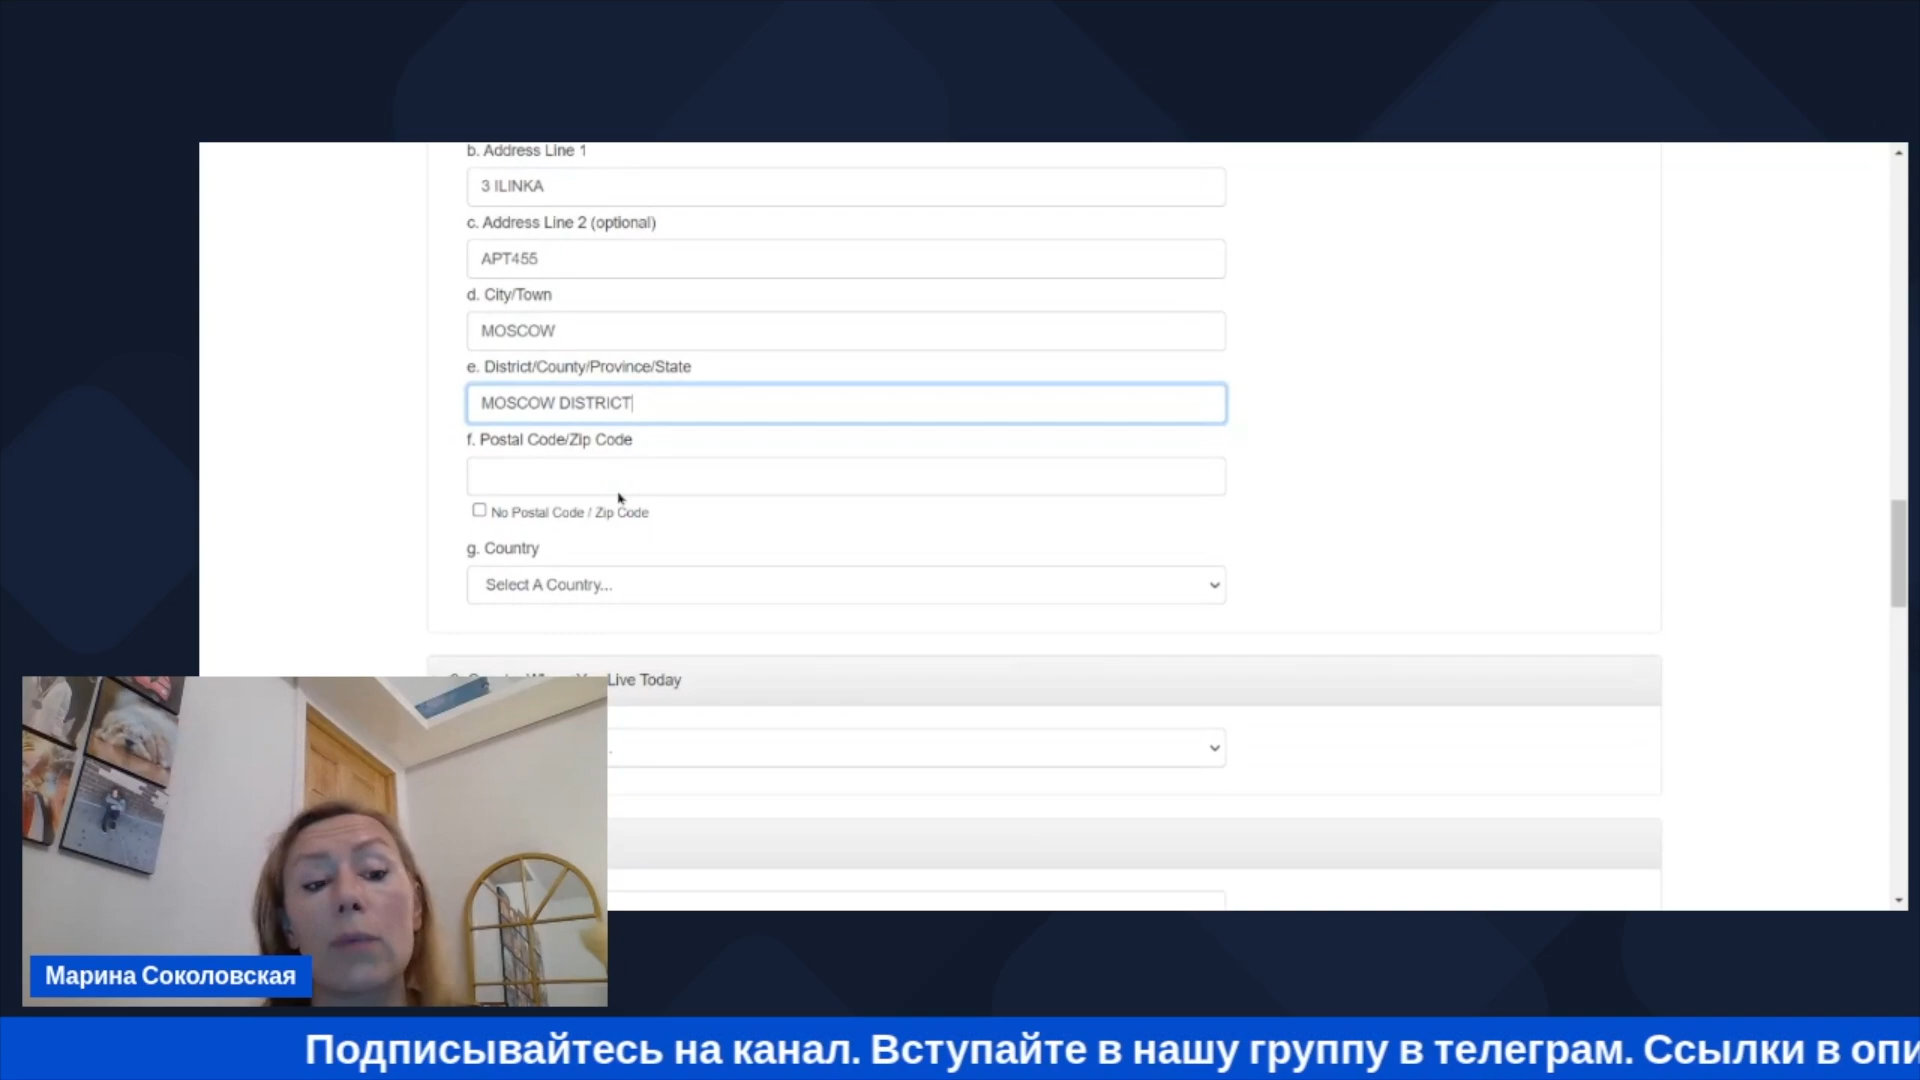 b. Address Line 1
3 ILINKA
c. Address Line 2 (optional)
APT455
d. City/Town
MOSCOW
e. District/County/Province/State
MOSCOW DISTRICT
f. Postal Code/Zip Code
No Postal Code / Zip Code
g. Country
Select A Country...
Live Today
Марина Соколовская
Подписывайтесь на канал. Вступайте в нашу группу в телеграм. Ссылки в опи